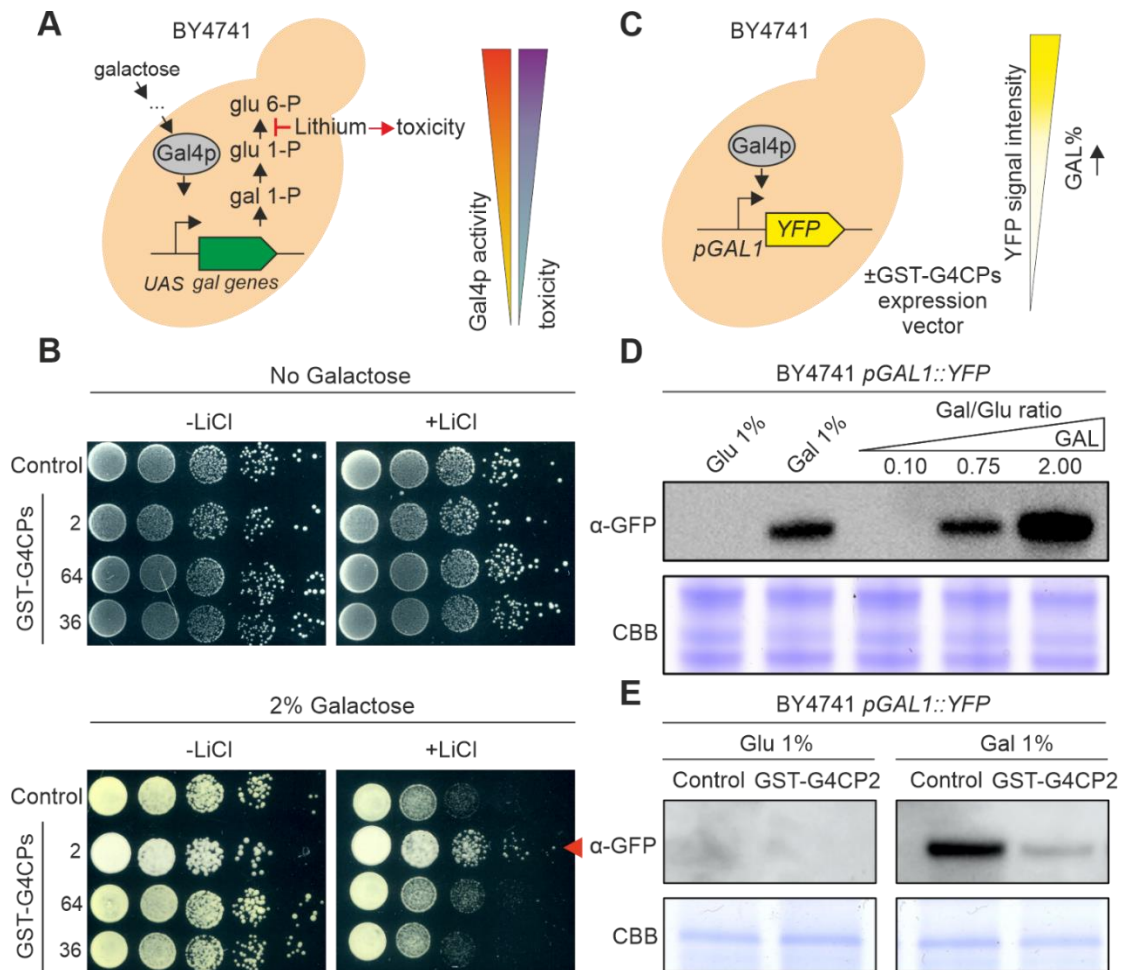 A
BY4741
galactose
...
Gal4p
glu 6-P
Lithium
toxicity
glu 1-P
gal 1-P
UAS gal genes
Gal4p activity
toxicity
B
No Galactose
-LiCl
+LiCl
Control
GST-G4CPs
2
64
36
2% Galactose
-LiCl
+LiCl
Control
GST-G4CPs
2
64
36
C
BY4741
Gal4p
pGAL1
YFP
±GST-G4CPs
expression
vector
YFP signal intensity
GAL%
D
BY4741 pGAL1::YFP
Glu 1%
Gal 1%
Gal/Glu ratio
GAL
0.10 0.75 2.00
α-GFP
CBB
E
BY4741 pGAL1::YFP
Glu 1%
Gal 1%
Control GST-G4CP2
Control GST-G4CP2
α-GFP
CBB